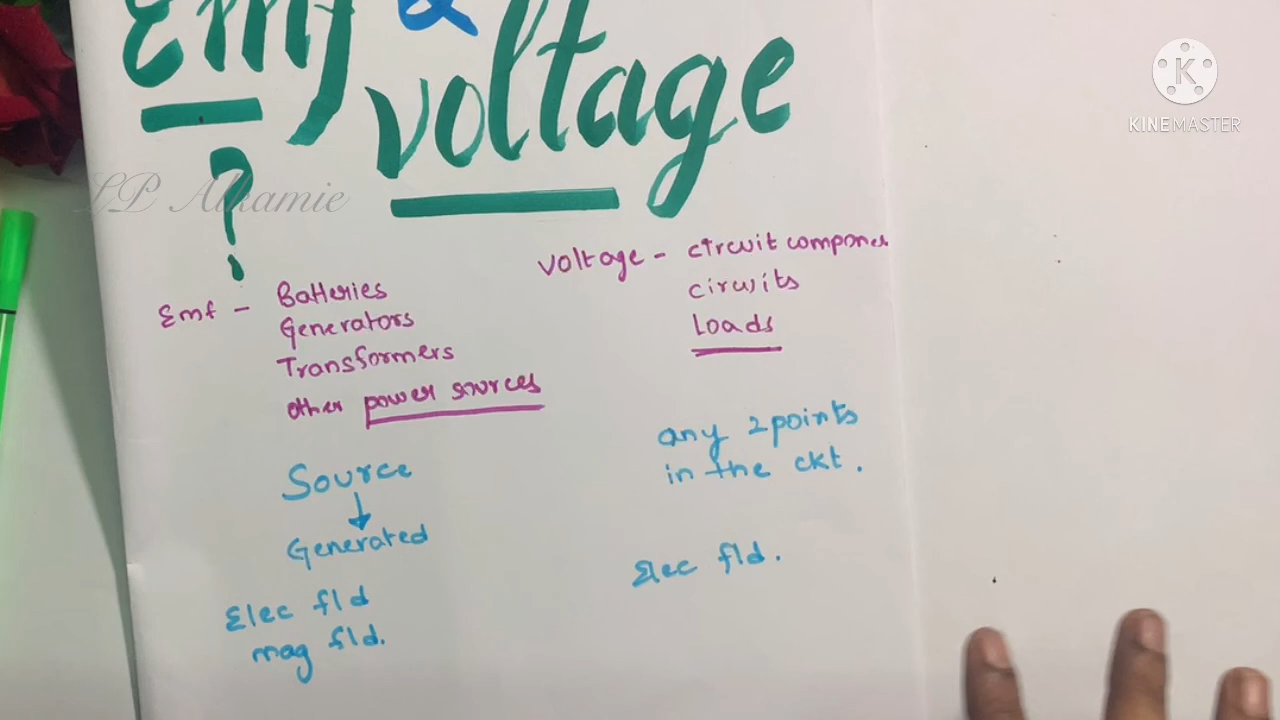 Emf &
voltage
?
Emf - Batteries
Generators
Transformers
other power sources
Source
↓
Generated
Elec fld
mag fld.
Voltage - circuit compones
circuits
Loads
any 2 points
in the ckt.
Elec fld.
LP Alkamie
K
KINEMASTER